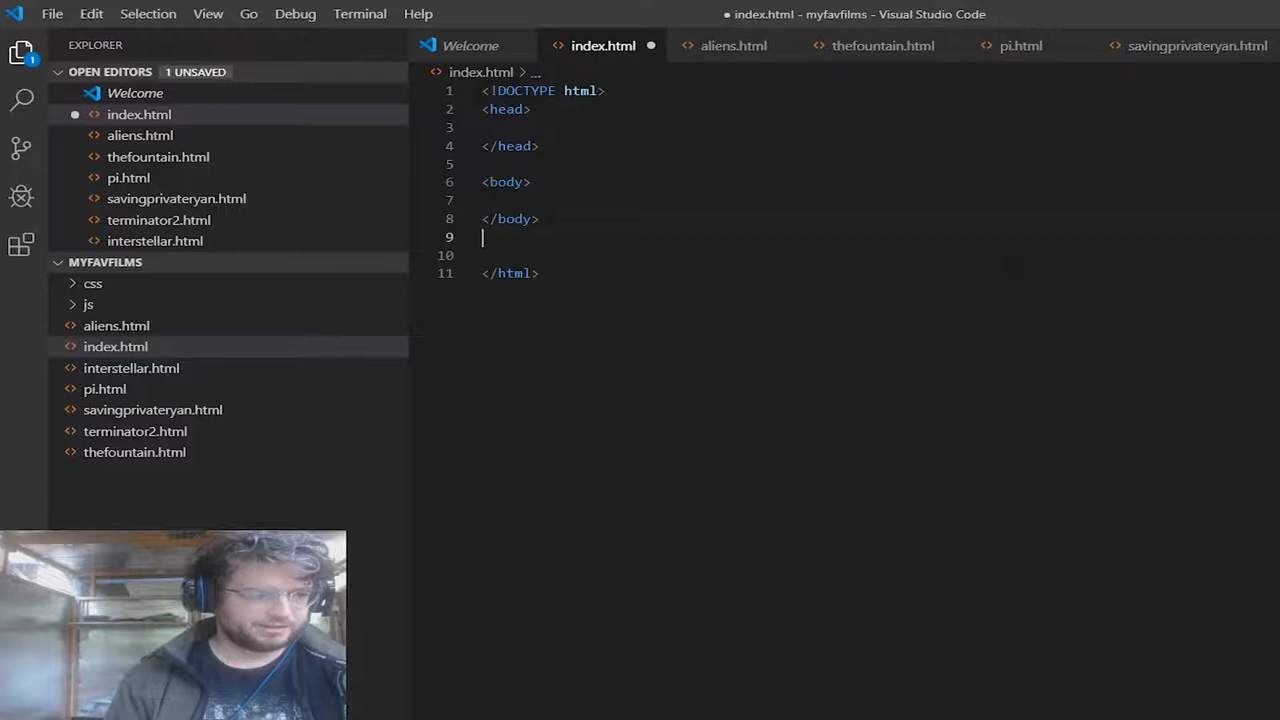 File Edit Selection View Go Debug Terminal Help
● index.html - myfavfilms - Visual Studio Code
EXPLORER
OPEN EDITORS 1 UNSAVED
Welcome
index.html
aliens.html
thefountain.html
pi.html
savingprivateryan.html
terminator2.html
interstellar.html
MYFAVFILMS
css
js
aliens.html
index.html
interstellar.html
pi.html
savingprivateryan.html
terminator2.html
thefountain.html
1
Welcome index.html aliens.html thefountain.html pi.html savingprivateryan.html
index.html > ...
1 <!DOCTYPE html>
2 <head>
3
4 </head>
5
6 <body>
7
8 </body>
9
10
11 </html>